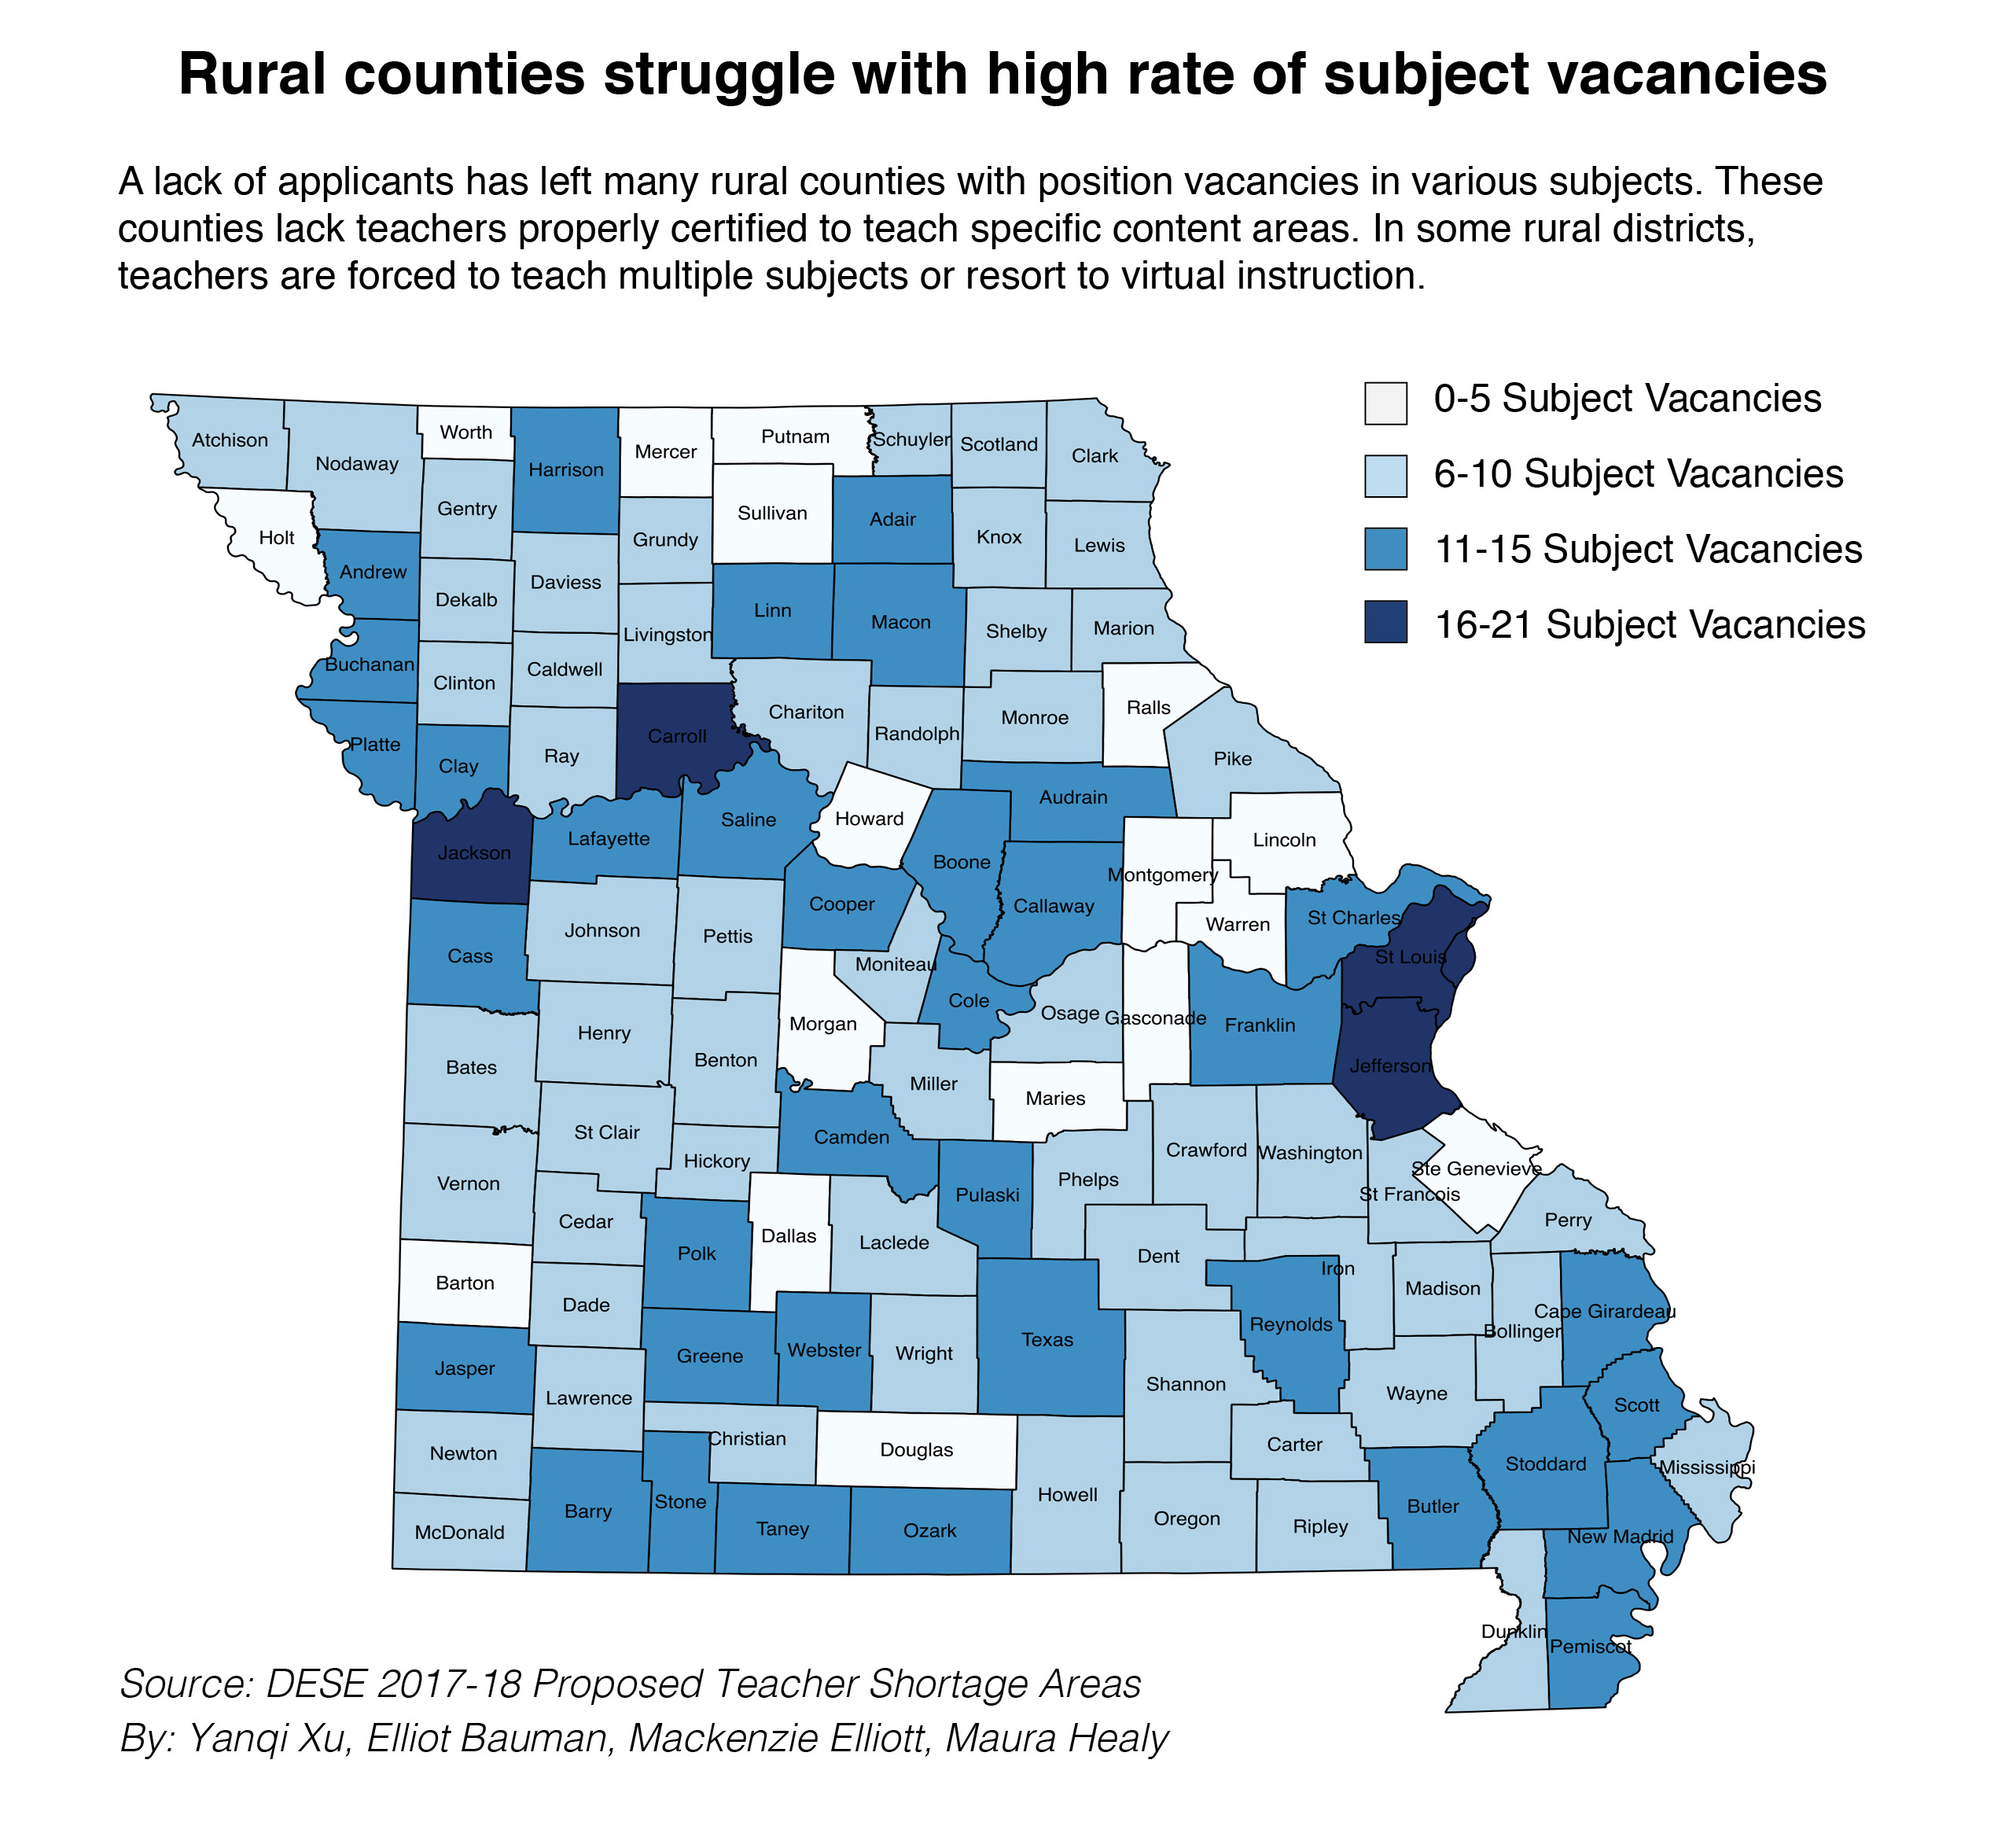 Rural counties struggle with high rate of subject vacancies
A lack of applicants has left many rural counties with position vacancies in various subjects. These
counties lack teachers properly certified to teach specific content areas. In some rural districts,
teachers are forced to teach multiple subjects or resort to virtual instruction.
0-5 Subject Vacancies
6-10 Subject Vacancies
11-15 Subject Vacancies
16-21 Subject Vacancies
Atchison
Nodaway
Worth
Harrison
Mercer
Putnam
Schuyler
Scotland
Clark
Holt
Gentry
Grundy
Sullivan
Adair
Knox
Lewis
Andrew
Dekalb
Daviess
Linn
Macon
Shelby
Marion
Livingston
Buchanan
Clinton
Caldwell
Chariton
Randolph
Monroe
Ralls
Pike
Platte
Clay
Ray
Carroll
Audrain
Saline
Howard
Lincoln
Jackson
Lafayette
Boone
Montgomery
Cooper
Callaway
Warren
St Charles
Johnson
Pettis
Cass
Moniteau
St Louis
Cole
Osage
Gasconade
Franklin
Henry
Morgan
Benton
Bates
Miller
Jefferson
Maries
St Clair
Camden
Crawford
Washington
Hickory
Ste Genevieve
Vernon
Pulaski
Phelps
St Francois
Cedar
Perry
Polk
Dallas
Laclede
Dent
Iron
Barton
Dade
Madison
Cape Girardeau
Reynolds
Bollinger
Texas
Greene
Webster
Wright
Jasper
Shannon
Wayne
Lawrence
Scott
Christian
Douglas
Carter
Newton
Stoddard
Mississippi
Howell
Stone
Barry
Butler
Oregon
Ripley
McDonald
Taney
Ozark
New Madrid
Dunklin
Pemiscot
Source: DESE 2017-18 Proposed Teacher Shortage Areas
By: Yanqi Xu, Elliot Bauman, Mackenzie Elliott, Maura Healy